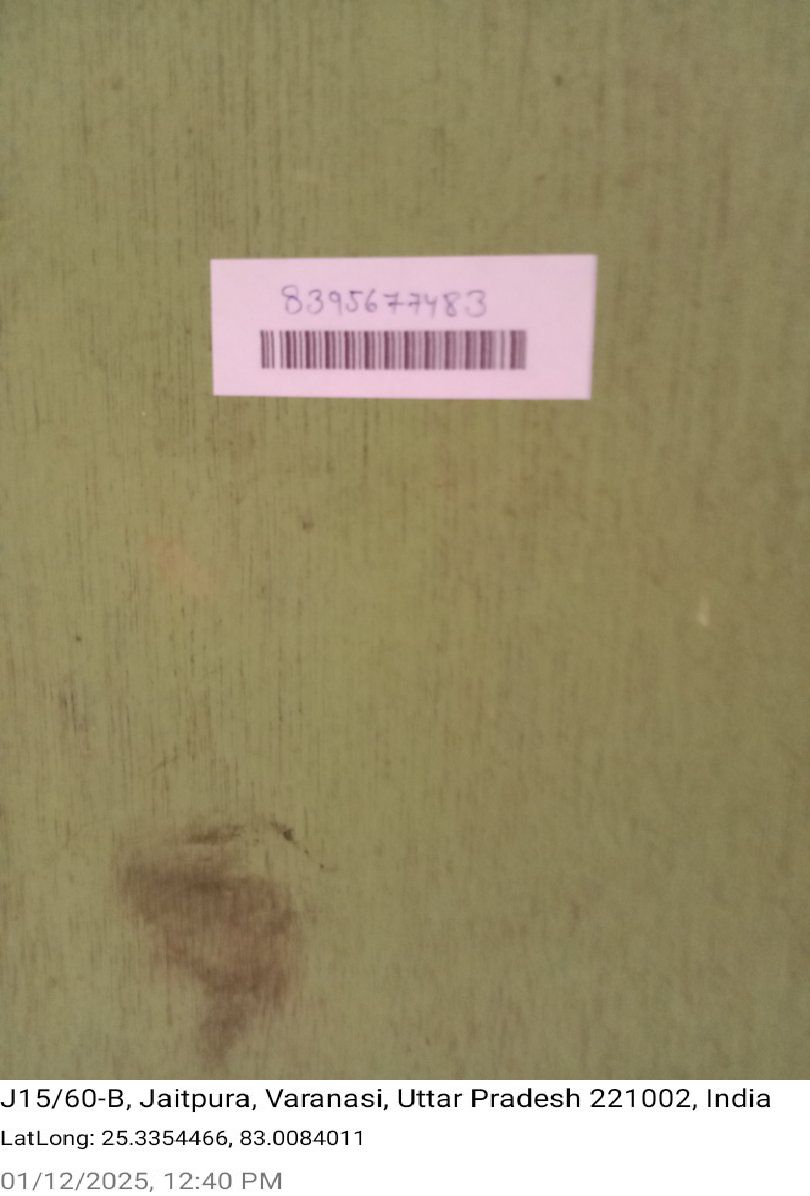 8395677483
J15/60-B, Jaitpura, Varanasi, Uttar Pradesh 221002, India
LatLong: 25.3354466, 83.0084011
01/12/2025, 12:40 PM